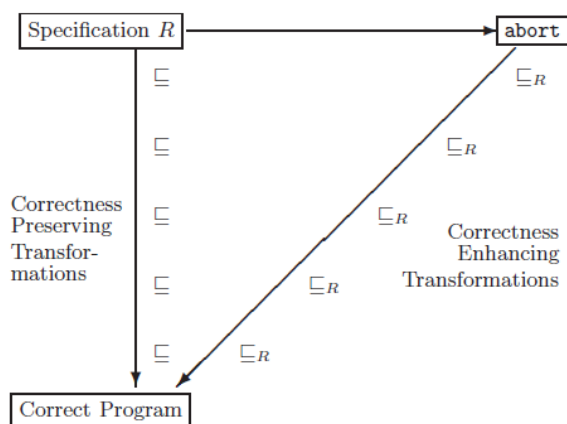 Specification R
abort
⊑
⊑_R
⊑
⊑_R
Correctness
Preserving
Transfor-
mations
⊑
⊑_R
Correctness
Enhancing
Transformations
⊑
⊑_R
⊑
⊑_R
Correct Program